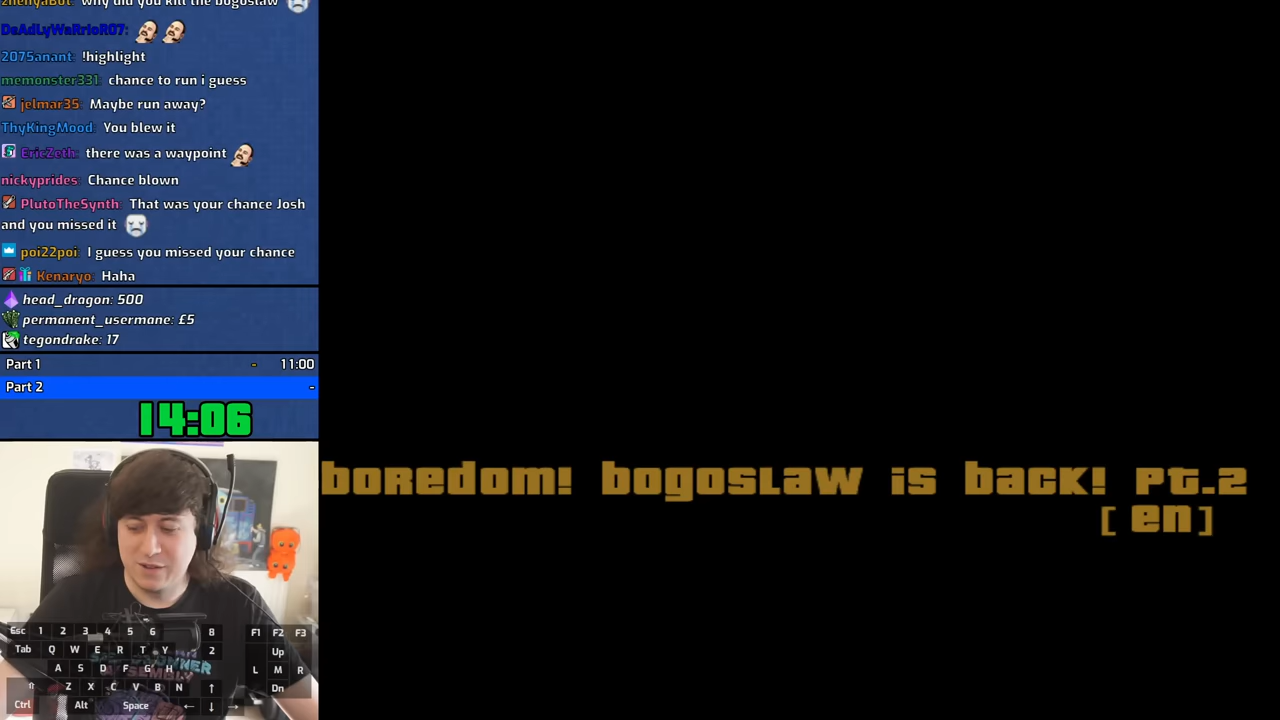 zhenyaBot: why did you kill the bogoslaw
DeAdLyWaRrIoR07:
2075anant: !highlight
memonster331: chance to run i guess
jelmar35: Maybe run away?
ThyKingMood: You blew it
EricZeth: there was a waypoint
nickyprides: Chance blown
PlutoTheSynth: That was your chance Josh
and you missed it
poi22poi: I guess you missed your chance
Kenaryo: Haha
head_dragon: 500
permanent_usermane: £5
tegondrake: 17
Part 1 - 11:00
Part 2 -
14:06
boredom! bogoslaw is back! Pt.2
[ en ]
Esc 1 2 3 4 5 6 8 F1 F2 F3
Tab Q W E R T Y 2 Up
A S D F G H L M R
Z X C V B N ↑ Dn
Ctrl Alt Space ← ↓ →